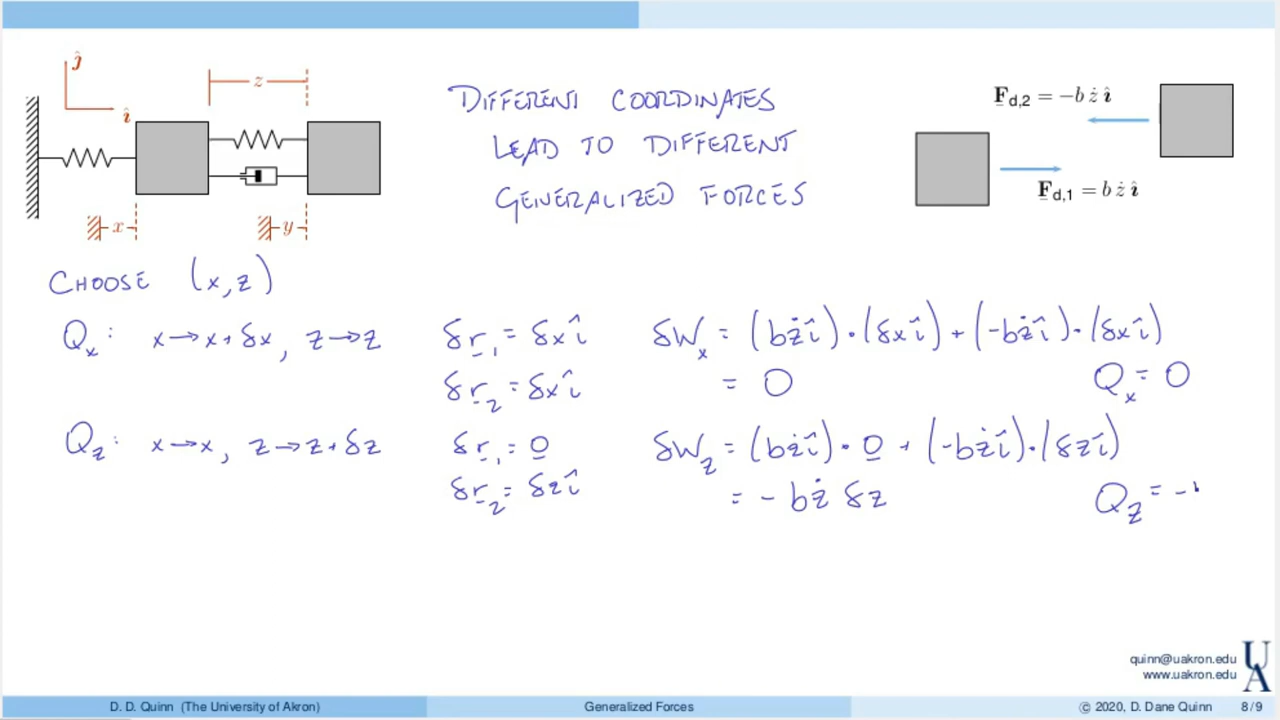 ĵ
î
z
x
y
DIFFERENT COORDINATES
LEAD TO DIFFERENT
GENERALIZED FORCES
F_d,2 = −b ż î
F_d,1 = b ż î
CHOOSE (x, z)
Q_x : x → x + δx, z → z
δr_1 = δx î
δr_2 = δx î
δW_x = (bż î) · (δx î) + (−bż î) · (δx î)
= 0
Q_x = 0
Q_z : x → x, z → z + δz
δr_1 = 0
δr_2 = δz î
δW_z = (bż î) · 0 + (−bż î) · (δz î)
= − bż δz
Q_z = −
quinn@uakron.edu
www.uakron.edu
UA
D. D. Quinn (The University of Akron)
Generalized Forces
© 2020, D. Dane Quinn 8/9